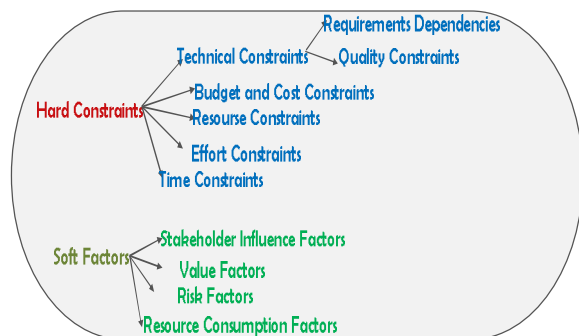 Requirements Dependencies
Technical Constraints
Quality Constraints
Budget and Cost Constraints
Hard Constraints
Resourse Constraints
Effort Constraints
Time Constraints
Stakeholder Influence Factors
Soft Factors
Value Factors
Risk Factors
Resource Consumption Factors